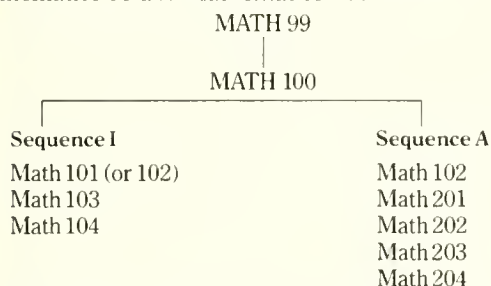 MATH 99
MATH 100
Sequence I
Math 101 (or 102)
Math 103
Math 104
Sequence A
Math 102
Math 201
Math 202
Math 203
Math 204